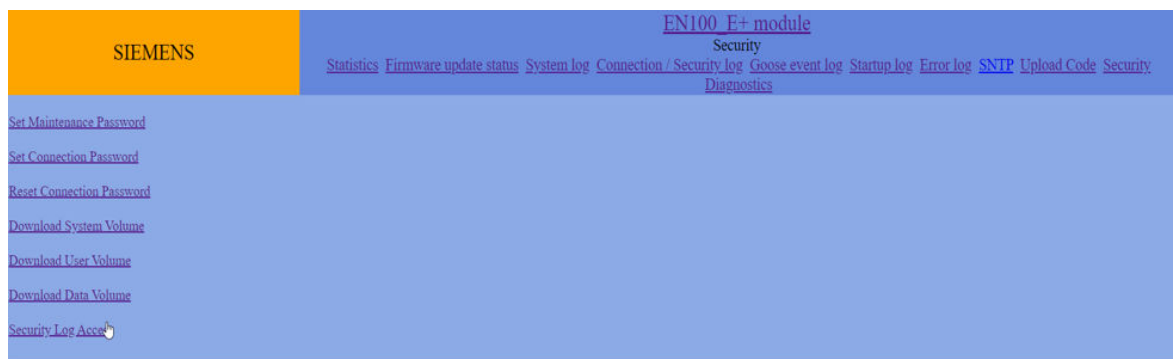 SIEMENS
EN100_E+ module
Security
Statistics Firmware update status System log Connection / Security log Goose event log Startup log Error log SNTP Upload Code Security
Diagnostics
Set Maintenance Password
Set Connection Password
Reset Connection Password
Download System Volume
Download User Volume
Download Data Volume
Security Log Acce